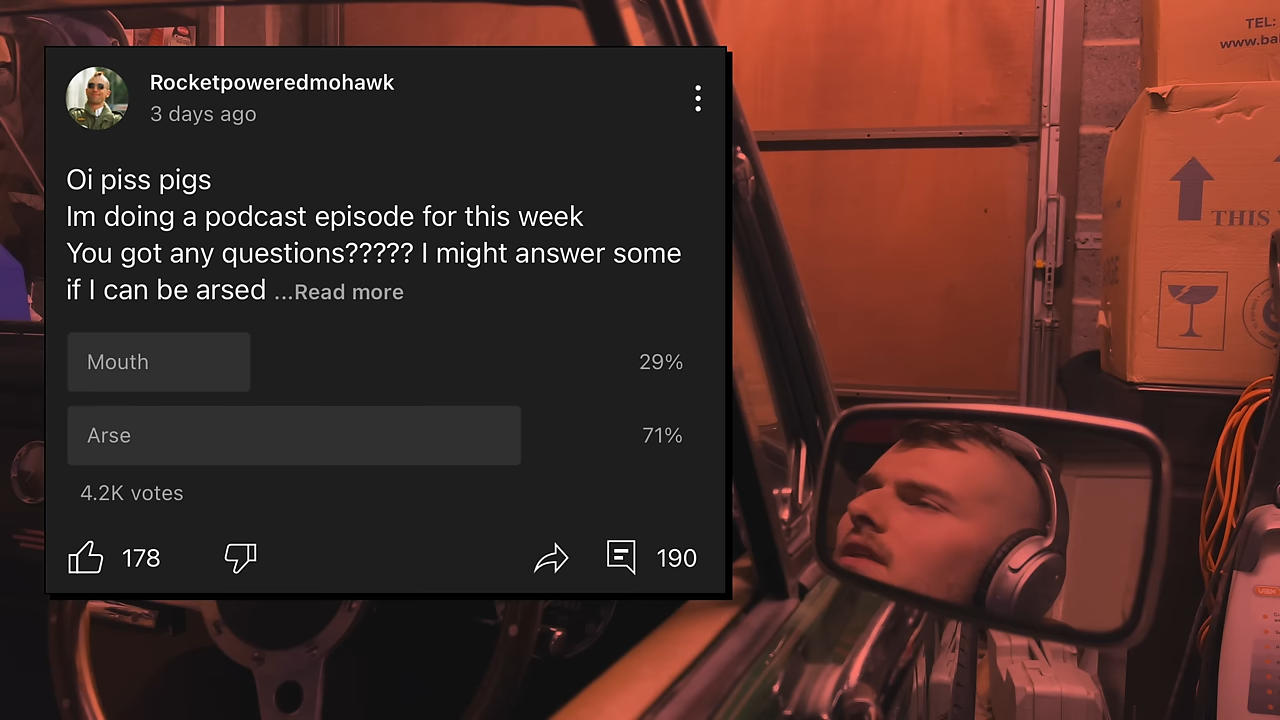 TEL:
www.ba
Rocketpoweredmohawk
3 days ago
Oi piss pigs
Im doing a podcast episode for this week
You got any questions????? I might answer some
if I can be arsed ...Read more
THIS
Mouth
29%
Arse
71%
4.2K votes
178
190
VAX